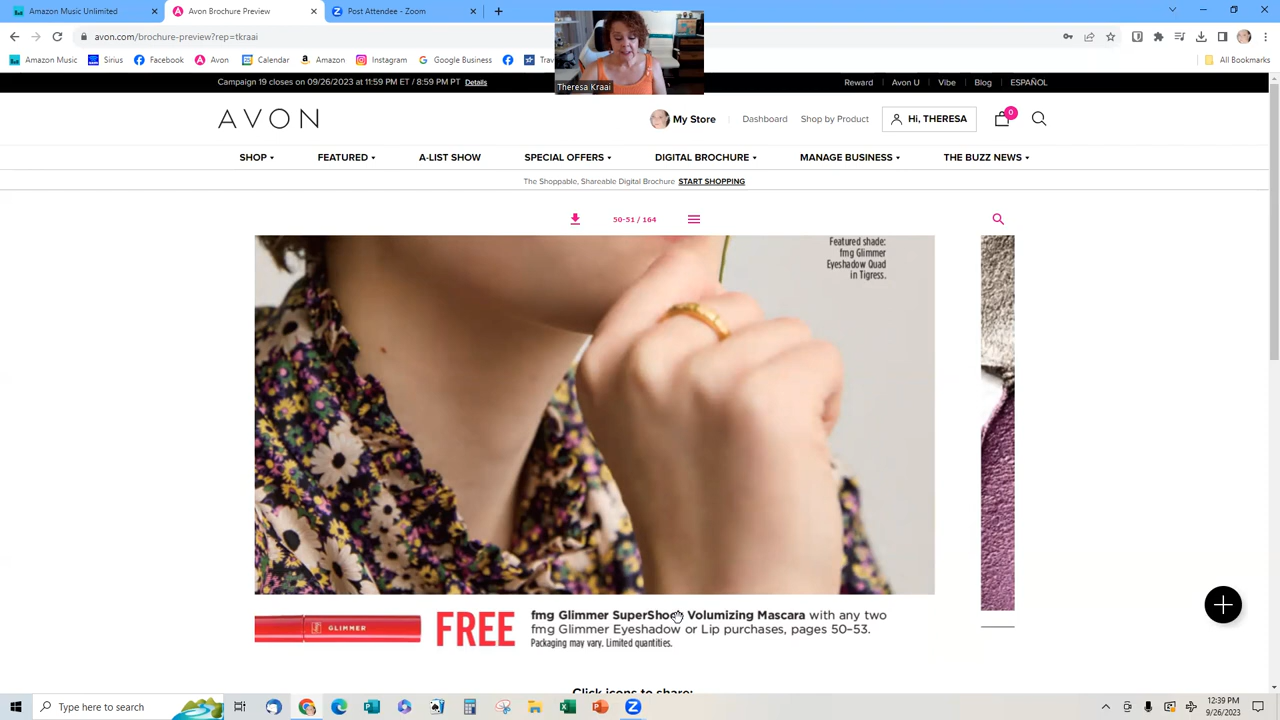 Amazon Music Unlimited
Avon Brochure Preview
Post Attendee - Zoom
avon.com/brochure-preview?rep=tkraai
Amazon Music
Sirius
Facebook
Avon
Calendar
Amazon
Instagram
Google Business
Trav
All Bookmarks
Theresa Kraai
Campaign 19 closes on 09/26/2023 at 11:59 PM ET / 8:59 PM PT Details
Reward
Avon U
Vibe
Blog
ESPAÑOL
AVON
My Store
Dashboard
Shop by Product
Hi, THERESA
0
SHOP
FEATURED
A-LIST SHOW
SPECIAL OFFERS
DIGITAL BROCHURE
MANAGE BUSINESS
THE BUZZ NEWS
The Shoppable, Shareable Digital Brochure START SHOPPING
50-51 / 164
Featured shade:
fmg Glimmer
Eyeshadow Quad
in Tigress.
GLIMMER
FREE
fmg Glimmer SuperShock Volumizing Mascara with any two
fmg Glimmer Eyeshadow or Lip purchases, pages 50–53.
Packaging may vary. Limited quantities.
Click icons to share:
Type here to search
12:39 PM
9/26/2023